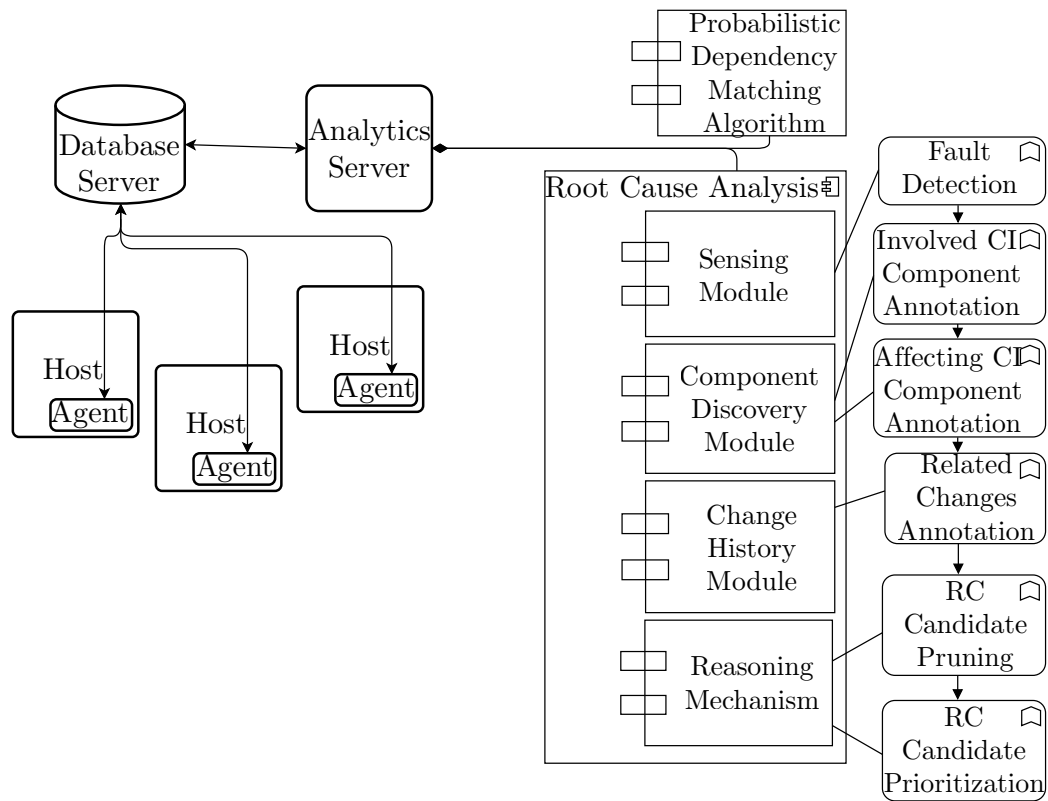 Probabilistic
Dependency
Matching
Algorithm
Database
Server
Analytics
Server
Host
Agent
Host
Agent
Host
Agent
Root Cause Analysis
Sensing
Module
Component
Discovery
Module
Change
History
Module
Reasoning
Mechanism
Fault
Detection
Involved CI
Component
Annotation
Affecting CI
Component
Annotation
Related
Changes
Annotation
RC
Candidate
Pruning
RC
Candidate
Prioritization